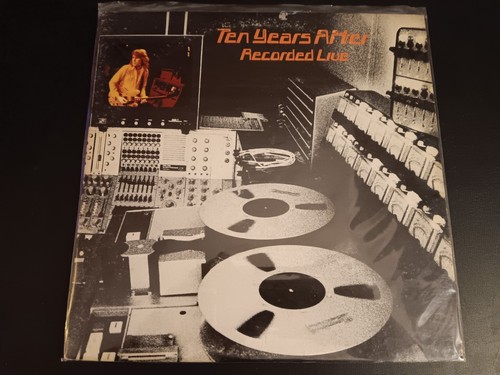 Ten Years After
Recorded Live